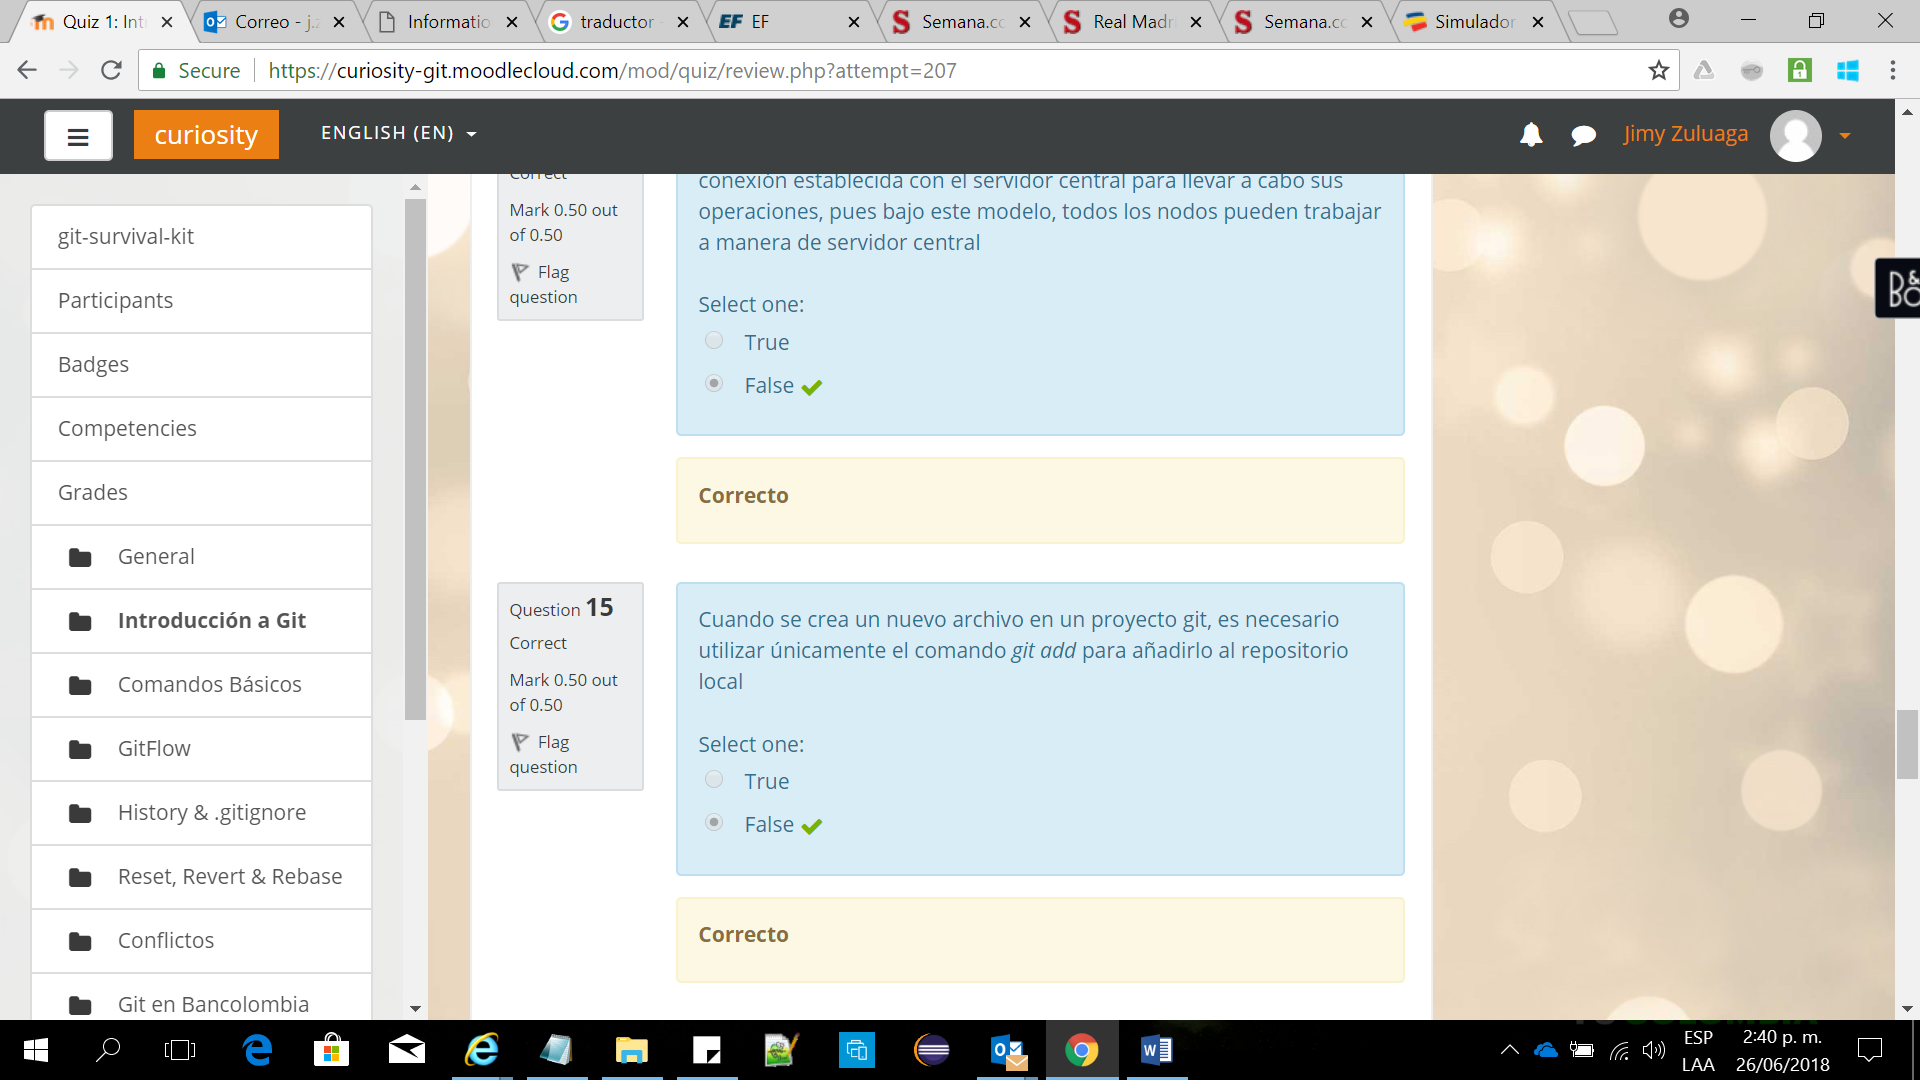 Quiz 1: Int
Correo - j.z
Informatio
traductor
EF EF
Semana.co
Real Madr
Semana.co
Simulador
Secure
https://curiosity-git.moodlecloud.com/mod/quiz/review.php?attempt=207
curiosity
ENGLISH (EN)
Jimy Zuluaga
git-survival-kit
Participants
Badges
Competencies
Grades
General
Introducción a Git
Comandos Básicos
GitFlow
History & .gitignore
Reset, Revert & Rebase
Conflictos
Git en Bancolombia
Correct
Mark 0.50 out
of 0.50
Flag
question
conexión establecida con el servidor central para llevar a cabo sus
operaciones, pues bajo este modelo, todos los nodos pueden trabajar
a manera de servidor central
Select one:
True
False
Correcto
Question 15
Correct
Mark 0.50 out
of 0.50
Flag
question
Cuando se crea un nuevo archivo en un proyecto git, es necesario
utilizar únicamente el comando git add para añadirlo al repositorio
local
Select one:
True
False
Correcto
ESP
LAA
2:40 p. m.
26/06/2018